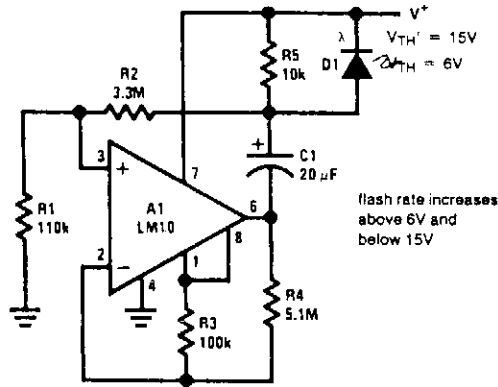 V+
λ
VTH' = 15V
R5
10k
D1
VTH = 6V
R2
3.3M
+
C1
20 μF
3
+
7
R1
110k
A1
LM10
6
8
flash rate increases
above 6V and
below 15V
2
−
4
1
R4
5.1M
R3
100k